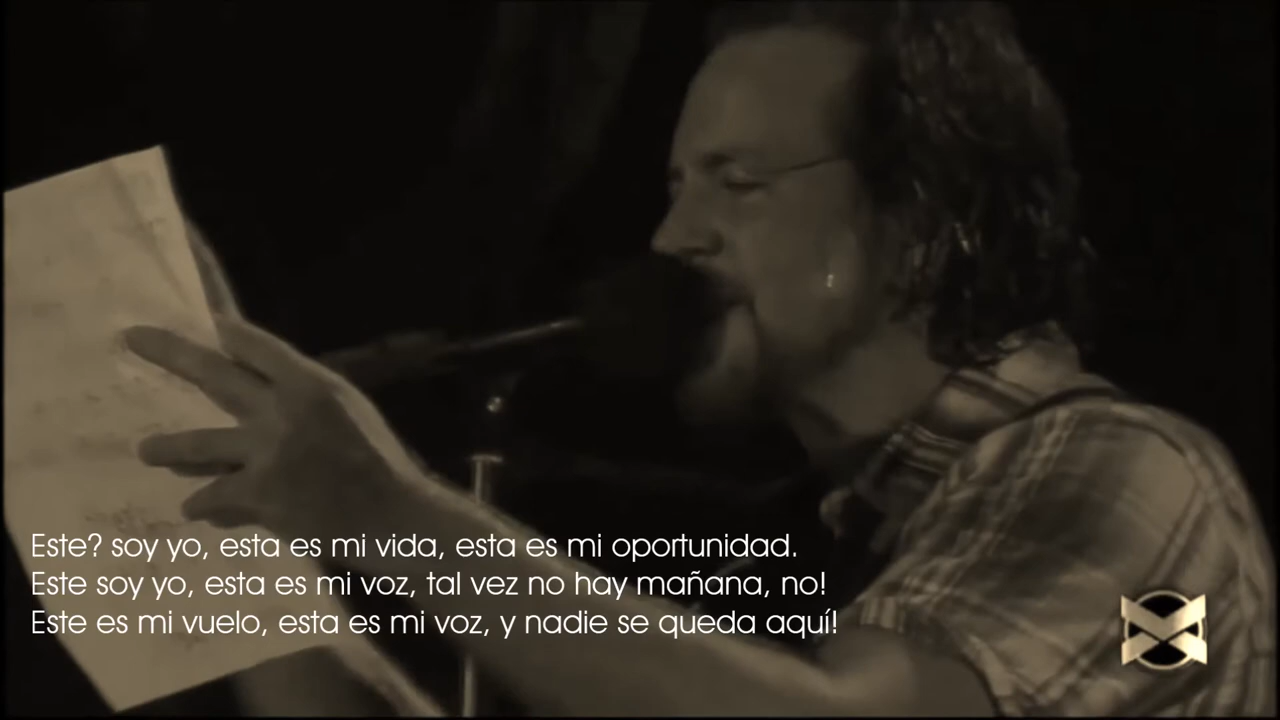 Este? soy yo, esta es mi vida, esta es mi oportunidad.
Este soy yo, esta es mi voz, tal vez no hay mañana, no!
Este es mi vuelo, esta es mi voz, y nadie se queda aquí!